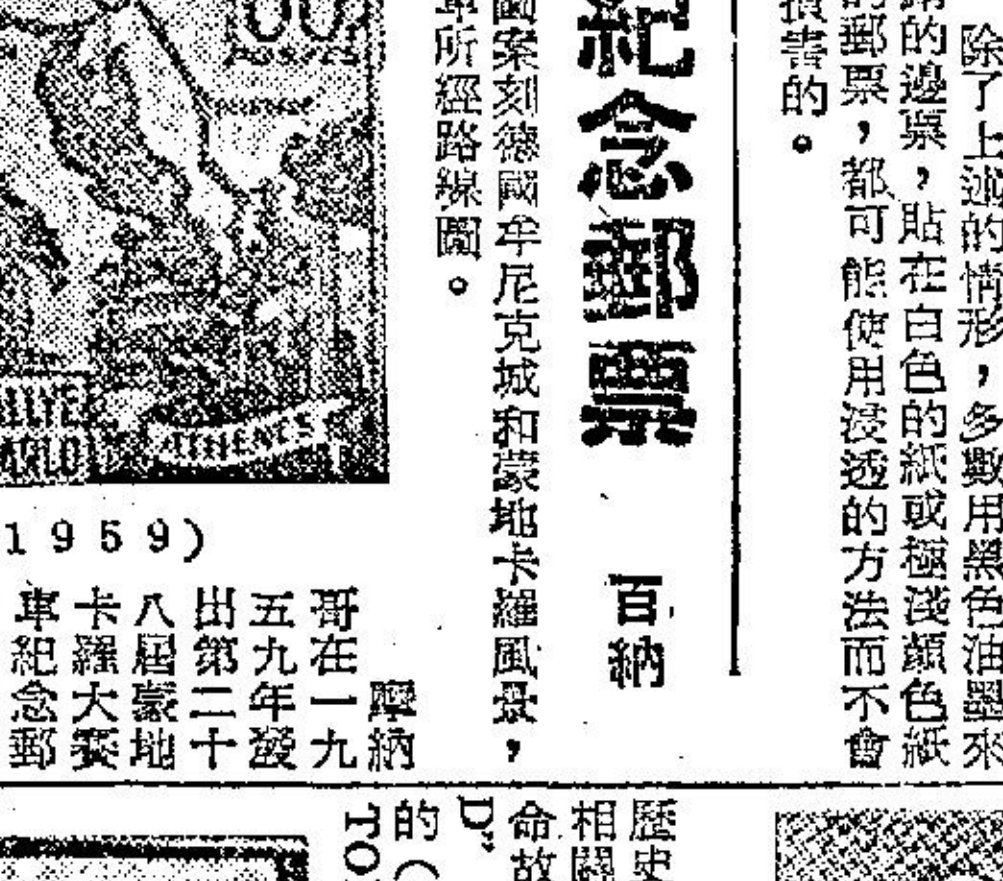 除了上述的情形，多數用黑色油墨來
的邊票，貼在白色的紙或極淺顏色紙
的郵票，都可能使用浸透的方法而不會
損害的。
紀念郵票
百納
圖案刻德國牟尼克城和蒙地卡羅風景，
車所經路線圖。
1959)
摩納
哥在一九
五九年發
出第二十
八屆蒙地
卡羅大賽
車紀念郵
ATHENES
歷史
相關
命故
D"
的（
TO